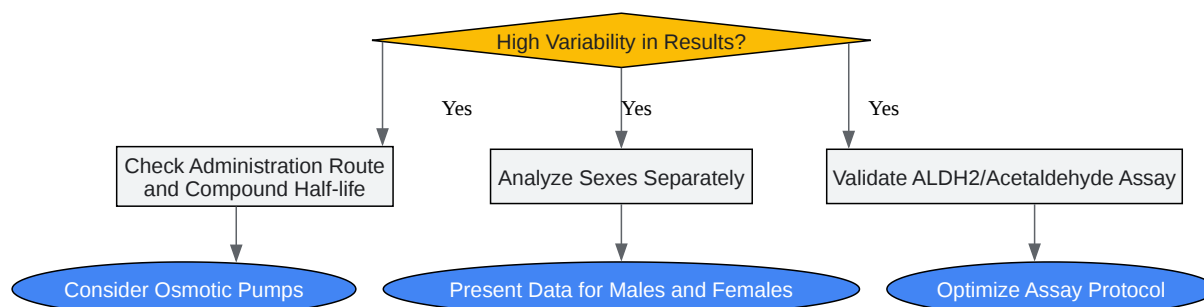 High Variability in Results?
Yes
Yes
Yes
Check Administration Route
and Compound Half-life
Analyze Sexes Separately
Validate ALDH2/Acetaldehyde Assay
Consider Osmotic Pumps
Present Data for Males and Females
Optimize Assay Protocol